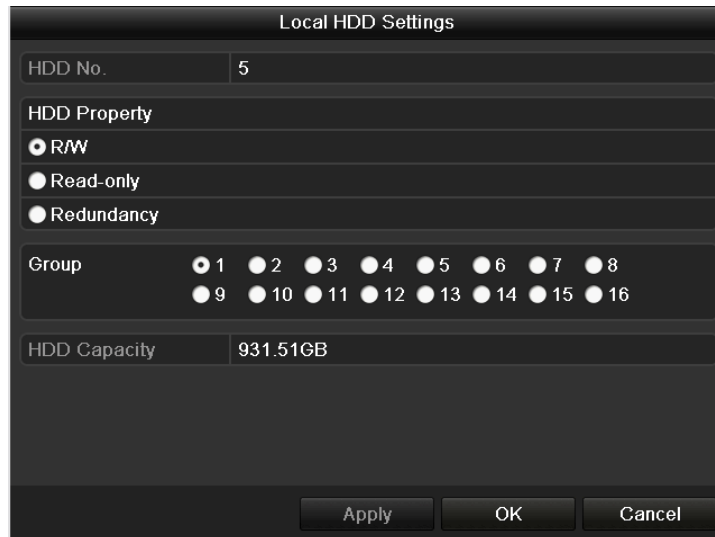 Local HDD Settings
HDD No. 5
HDD Property
R/W
Read-only
Redundancy
Group 1 2 3 4 5 6 7 8
9 10 11 12 13 14 15 16
HDD Capacity 931.51GB
Apply OK Cancel